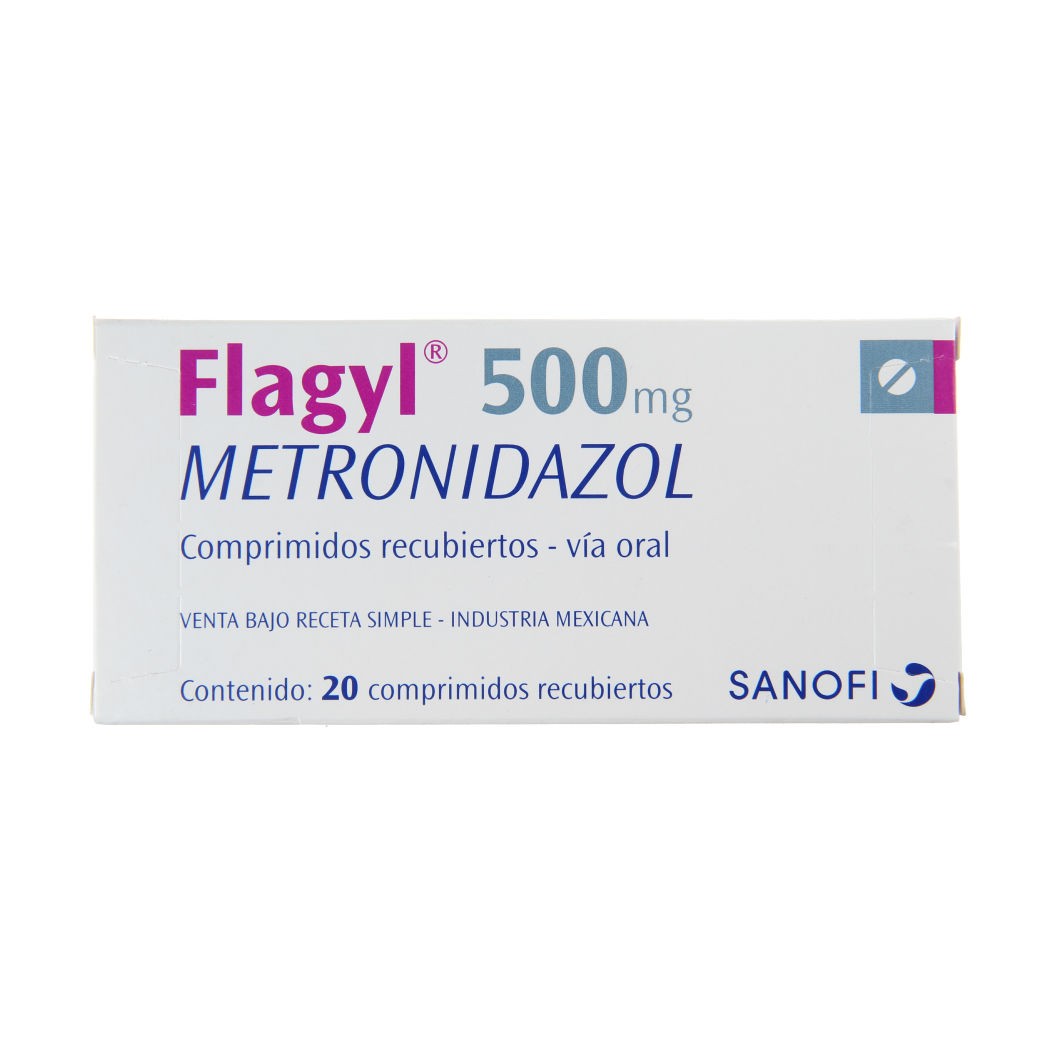 Flagyl® 500mg
METRONIDAZOL
Comprimidos recubiertos - vía oral
VENTA BAJO RECETA SIMPLE - INDUSTRIA MEXICANA
Contenido: 20 comprimidos recubiertos
SANOFI